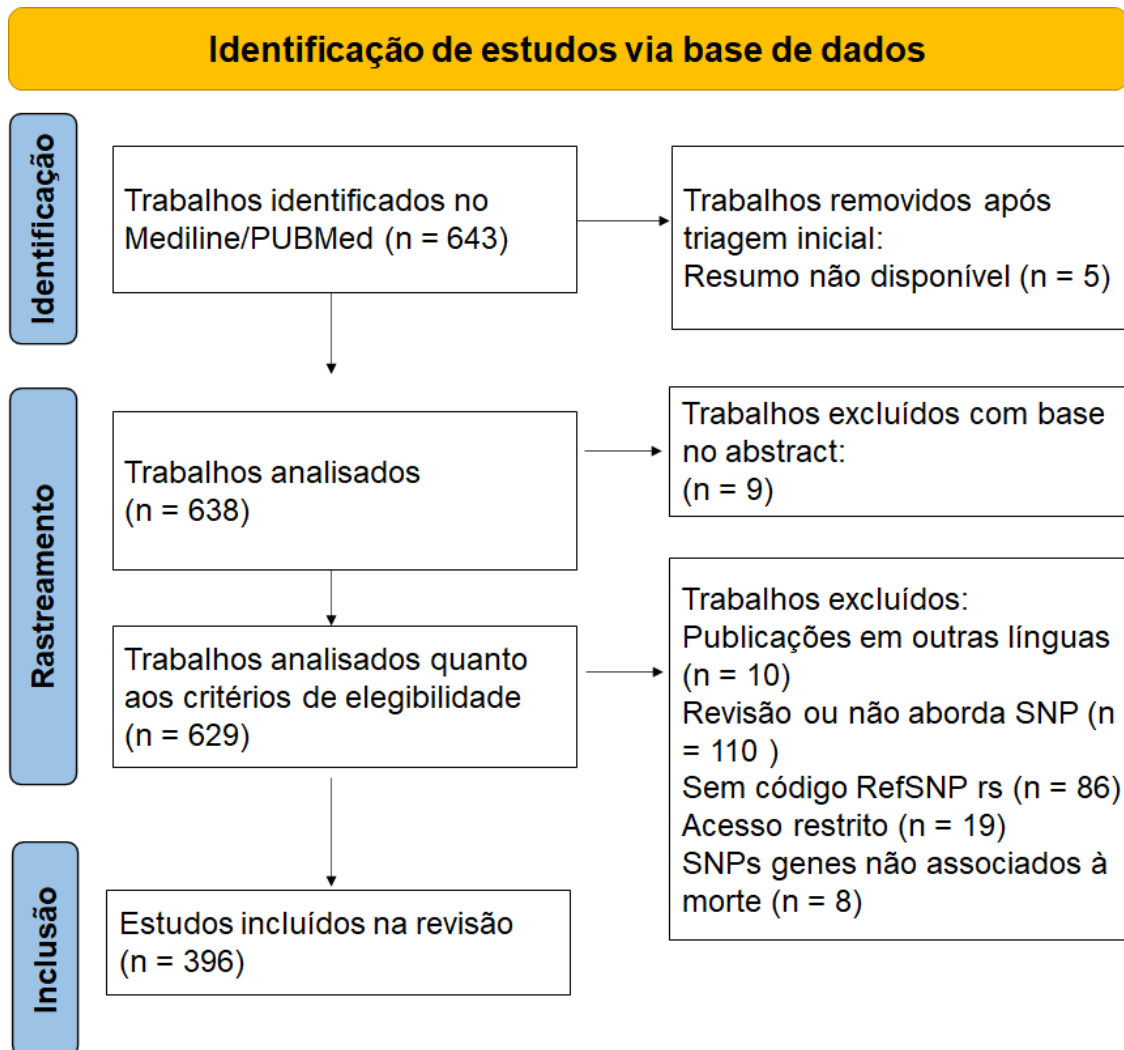 Identificação de estudos via base de dados
Identificação
Trabalhos identificados no
Mediline/PUBMed (n = 643)
Trabalhos removidos após
triagem inicial:
Resumo não disponível (n = 5)
Rastreamento
Trabalhos analisados
(n = 638)
Trabalhos excluídos com base
no abstract:
(n = 9)
Trabalhos analisados quanto
aos critérios de elegibilidade
(n = 629)
Trabalhos excluídos:
Publicações em outras línguas
(n = 10)
Revisão ou não aborda SNP (n
= 110 )
Sem código RefSNP rs (n = 86)
Acesso restrito (n = 19)
SNPs genes não associados à
morte (n = 8)
Inclusão
Estudos incluídos na revisão
(n = 396)